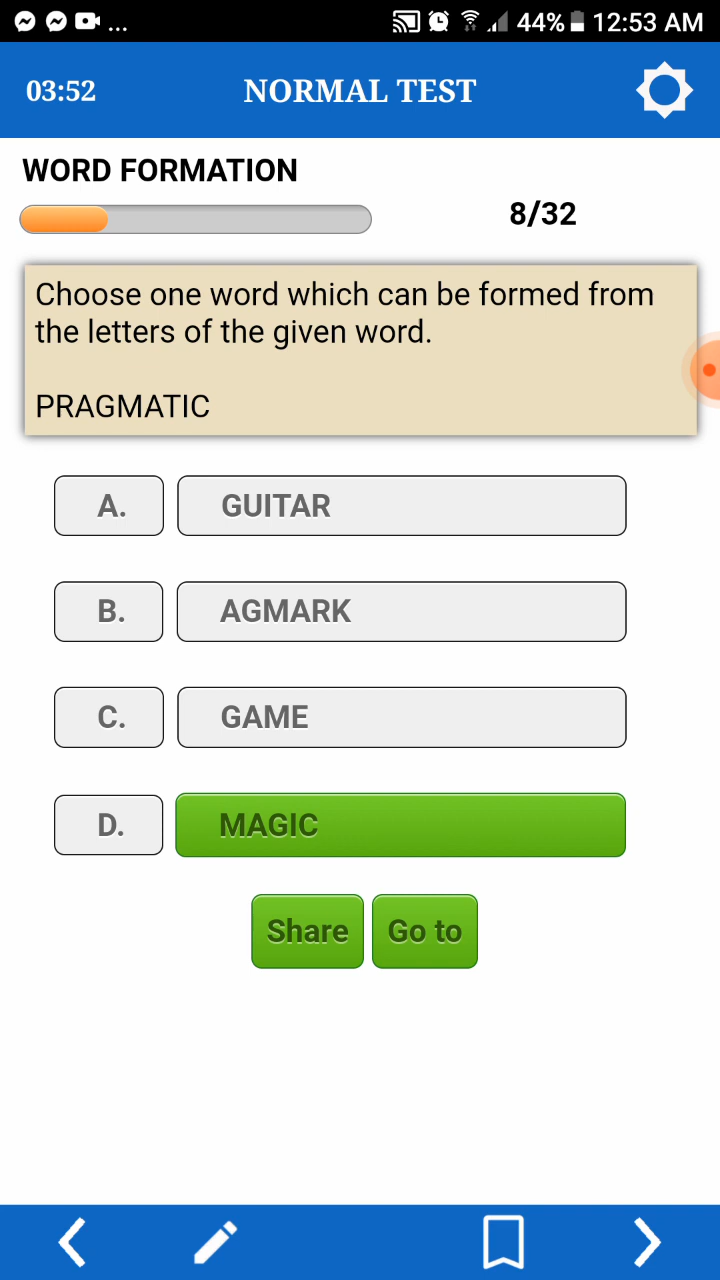 ... 44% 12:53 AM
03:52 NORMAL TEST
WORD FORMATION
8/32
Choose one word which can be formed from
the letters of the given word.
PRAGMATIC
A. GUITAR
B. AGMARK
C. GAME
D. MAGIC
Share Go to